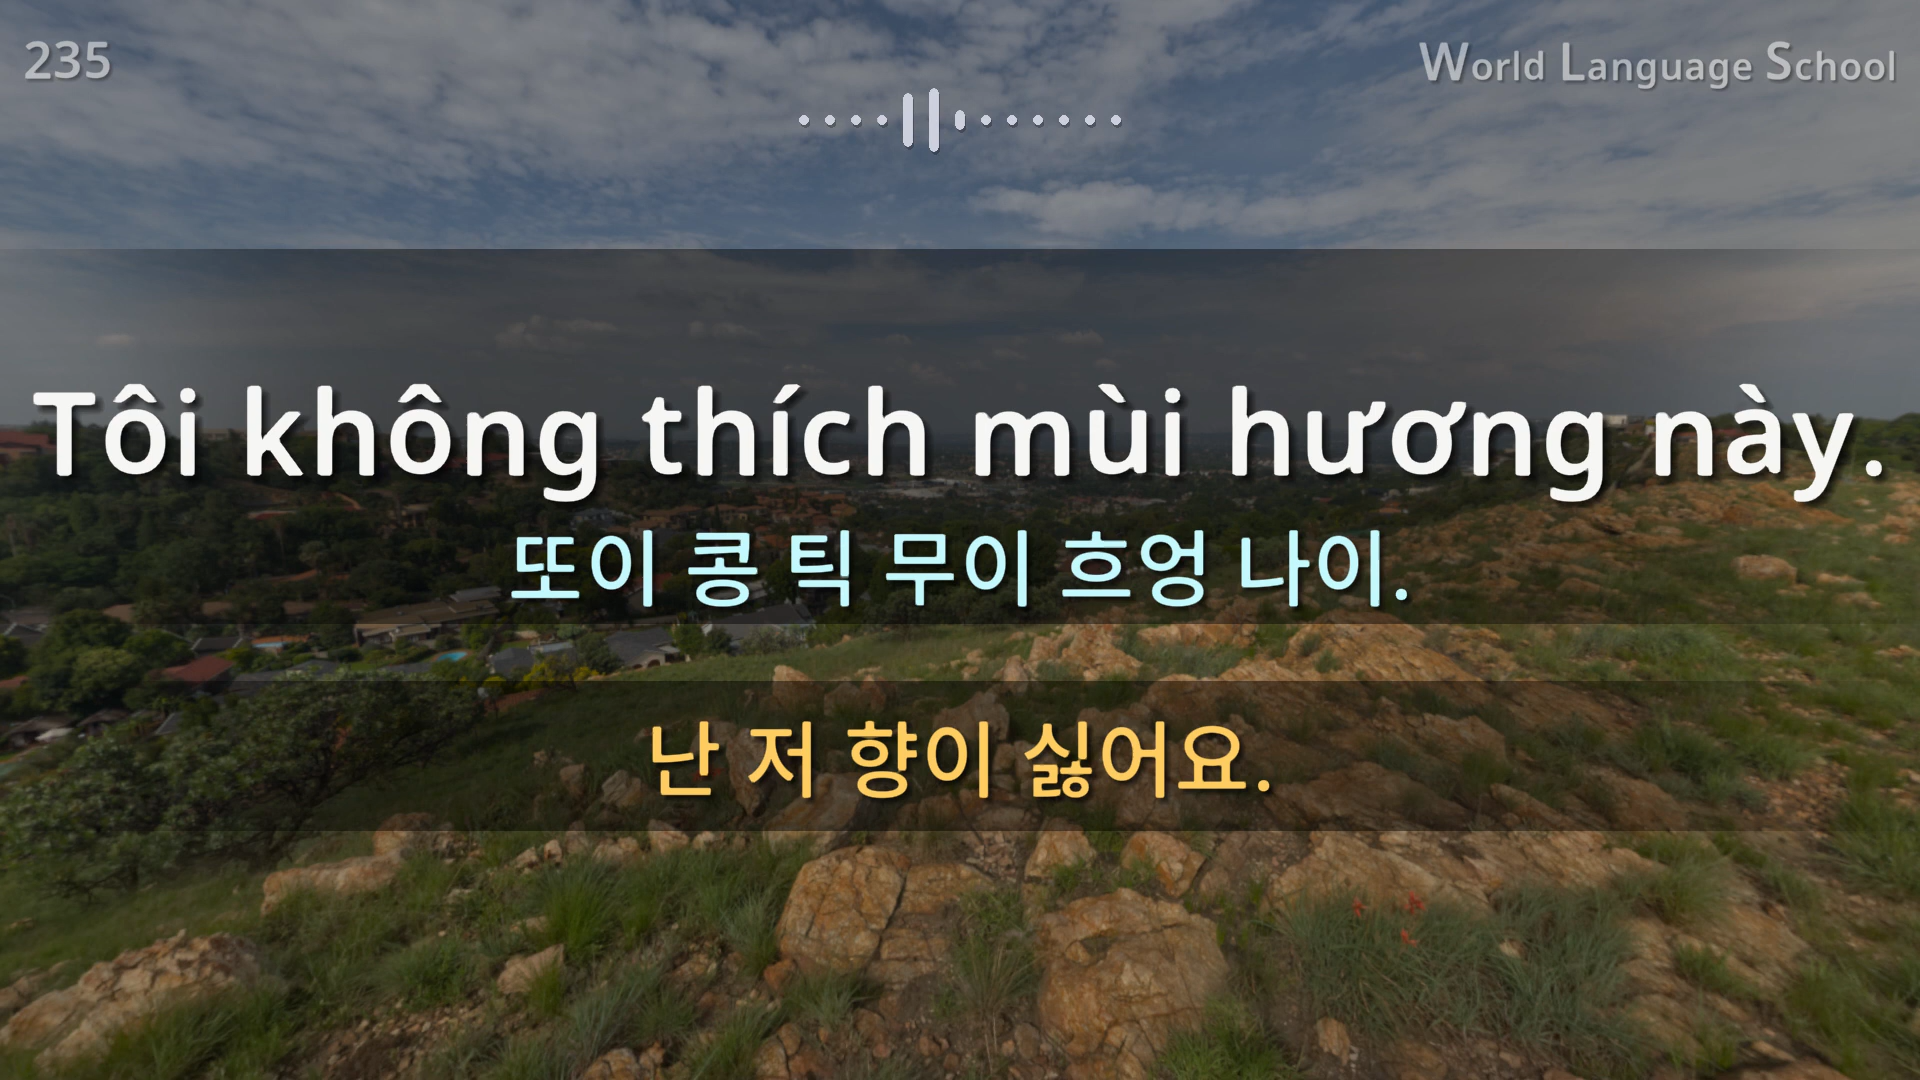 235
World Language School
Tôi không thích mùi hương này.
또이 콩 틱 무이 흐엉 나이.
난 저 향이 싫어요.